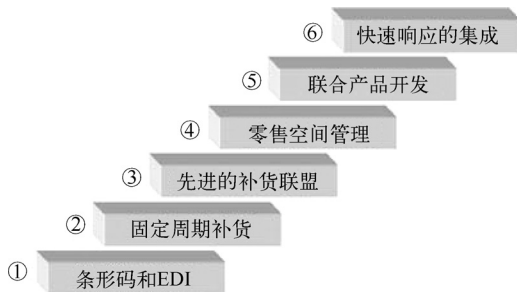 ⑥ 快速响应的集成
⑤ 联合产品开发
④ 零售空间管理
③ 先进的补货联盟
② 固定周期补货
① 条形码和EDI